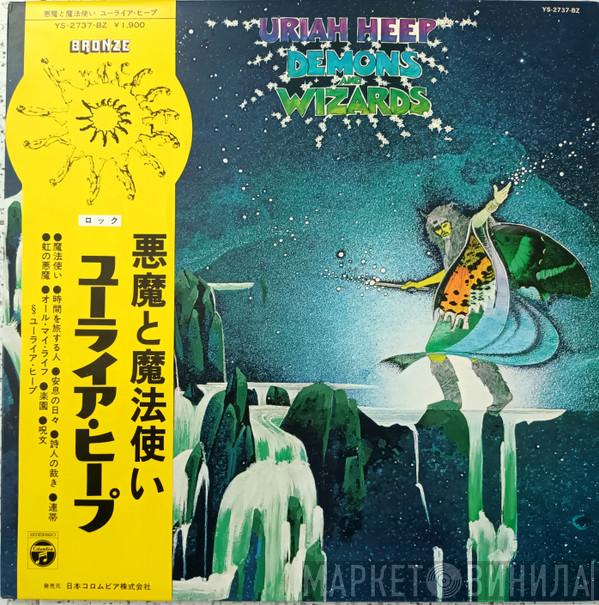 悪魔と魔法使い ユーライア・ヒープ
YS-2737-BZ ￥1,900
BRONZE
ロック
悪魔と魔法使い
ユーライア・ヒープ
●魔法使い ●時間を旅する人 ●安息の日々 ●詩人の裁き ●連帯
●虹の悪魔 ●オール・マイ・ライフ ●楽園 ●呪文
ユーライア・ヒープ
Columbia
発売元 日本コロムビア株式会社
YS-2737-BZ
URIAH HEEP
DEMONS
AND
WIZARDS
МАРКЕТ ВИНИЛА